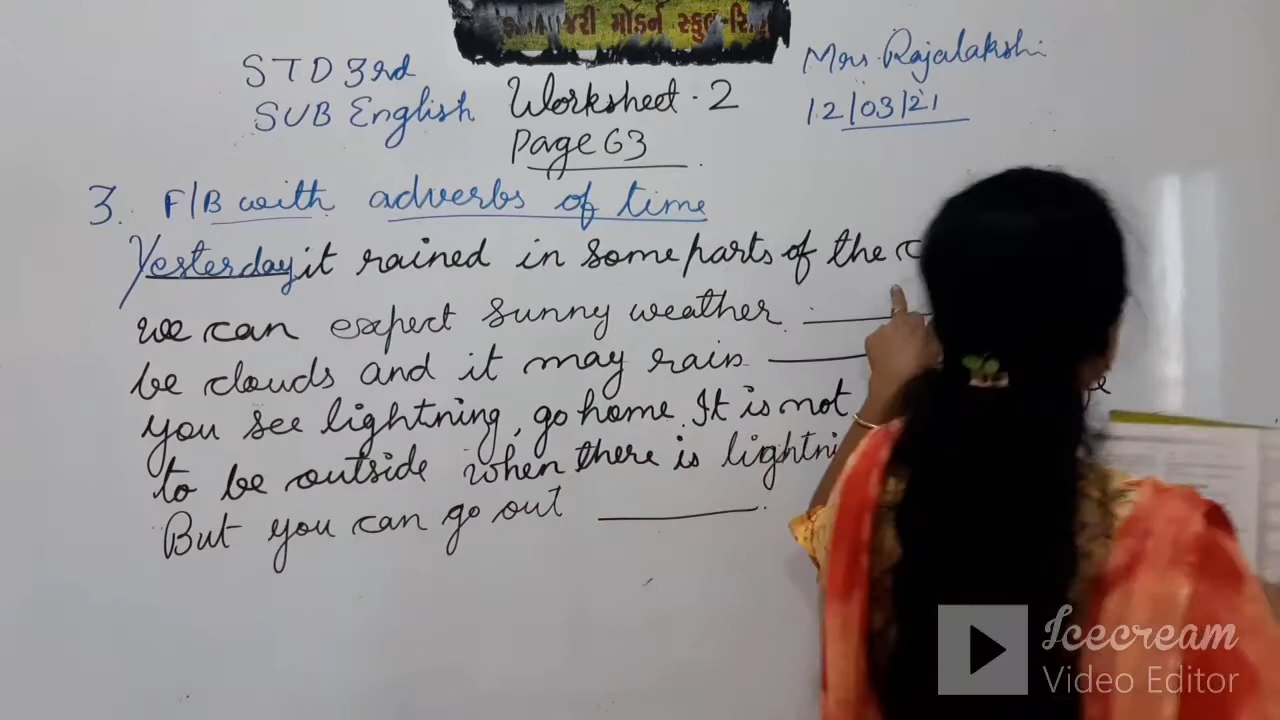 મોર્ડન સ્કુલ
STD 3rd
SUB English
Worksheet - 2
Page 63
Mrs. Rajalakshi
12/03/21
3. F/B with adverbs of time
Yesterday it rained in some parts of the
we can expect sunny weather
be clouds and it may rain
you see lightning, go home. It is not
to be outside when there is
But you can go out
Icecream
Video Editor